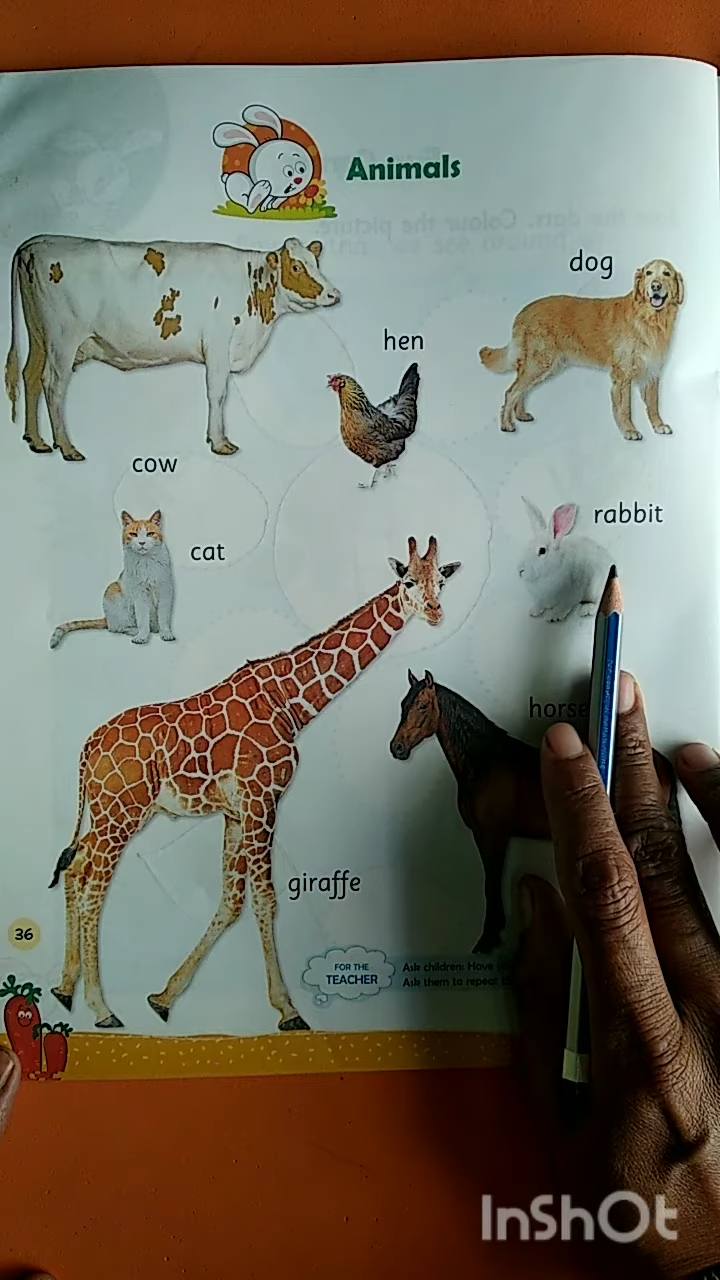 Animals
dog
hen
cow
rabbit
cat
horse
giraffe
36
FOR THE
TEACHER
Ask children: Have
Ask them to repeat
InShOt